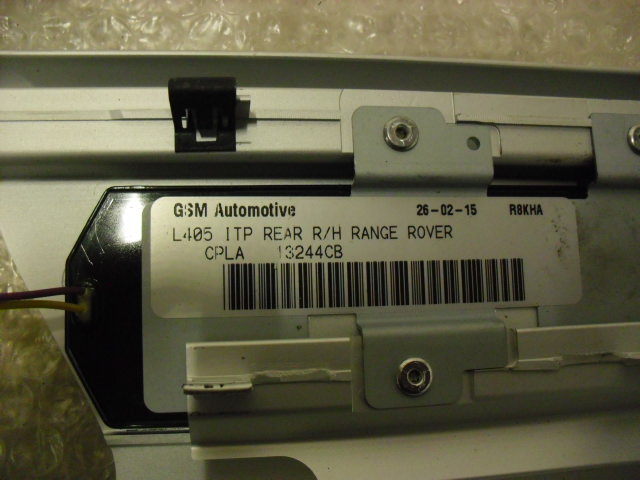 GSM Automotive 26-02-15 R8KHA
L405 ITP REAR R/H RANGE ROVER
CPLA 13244CB